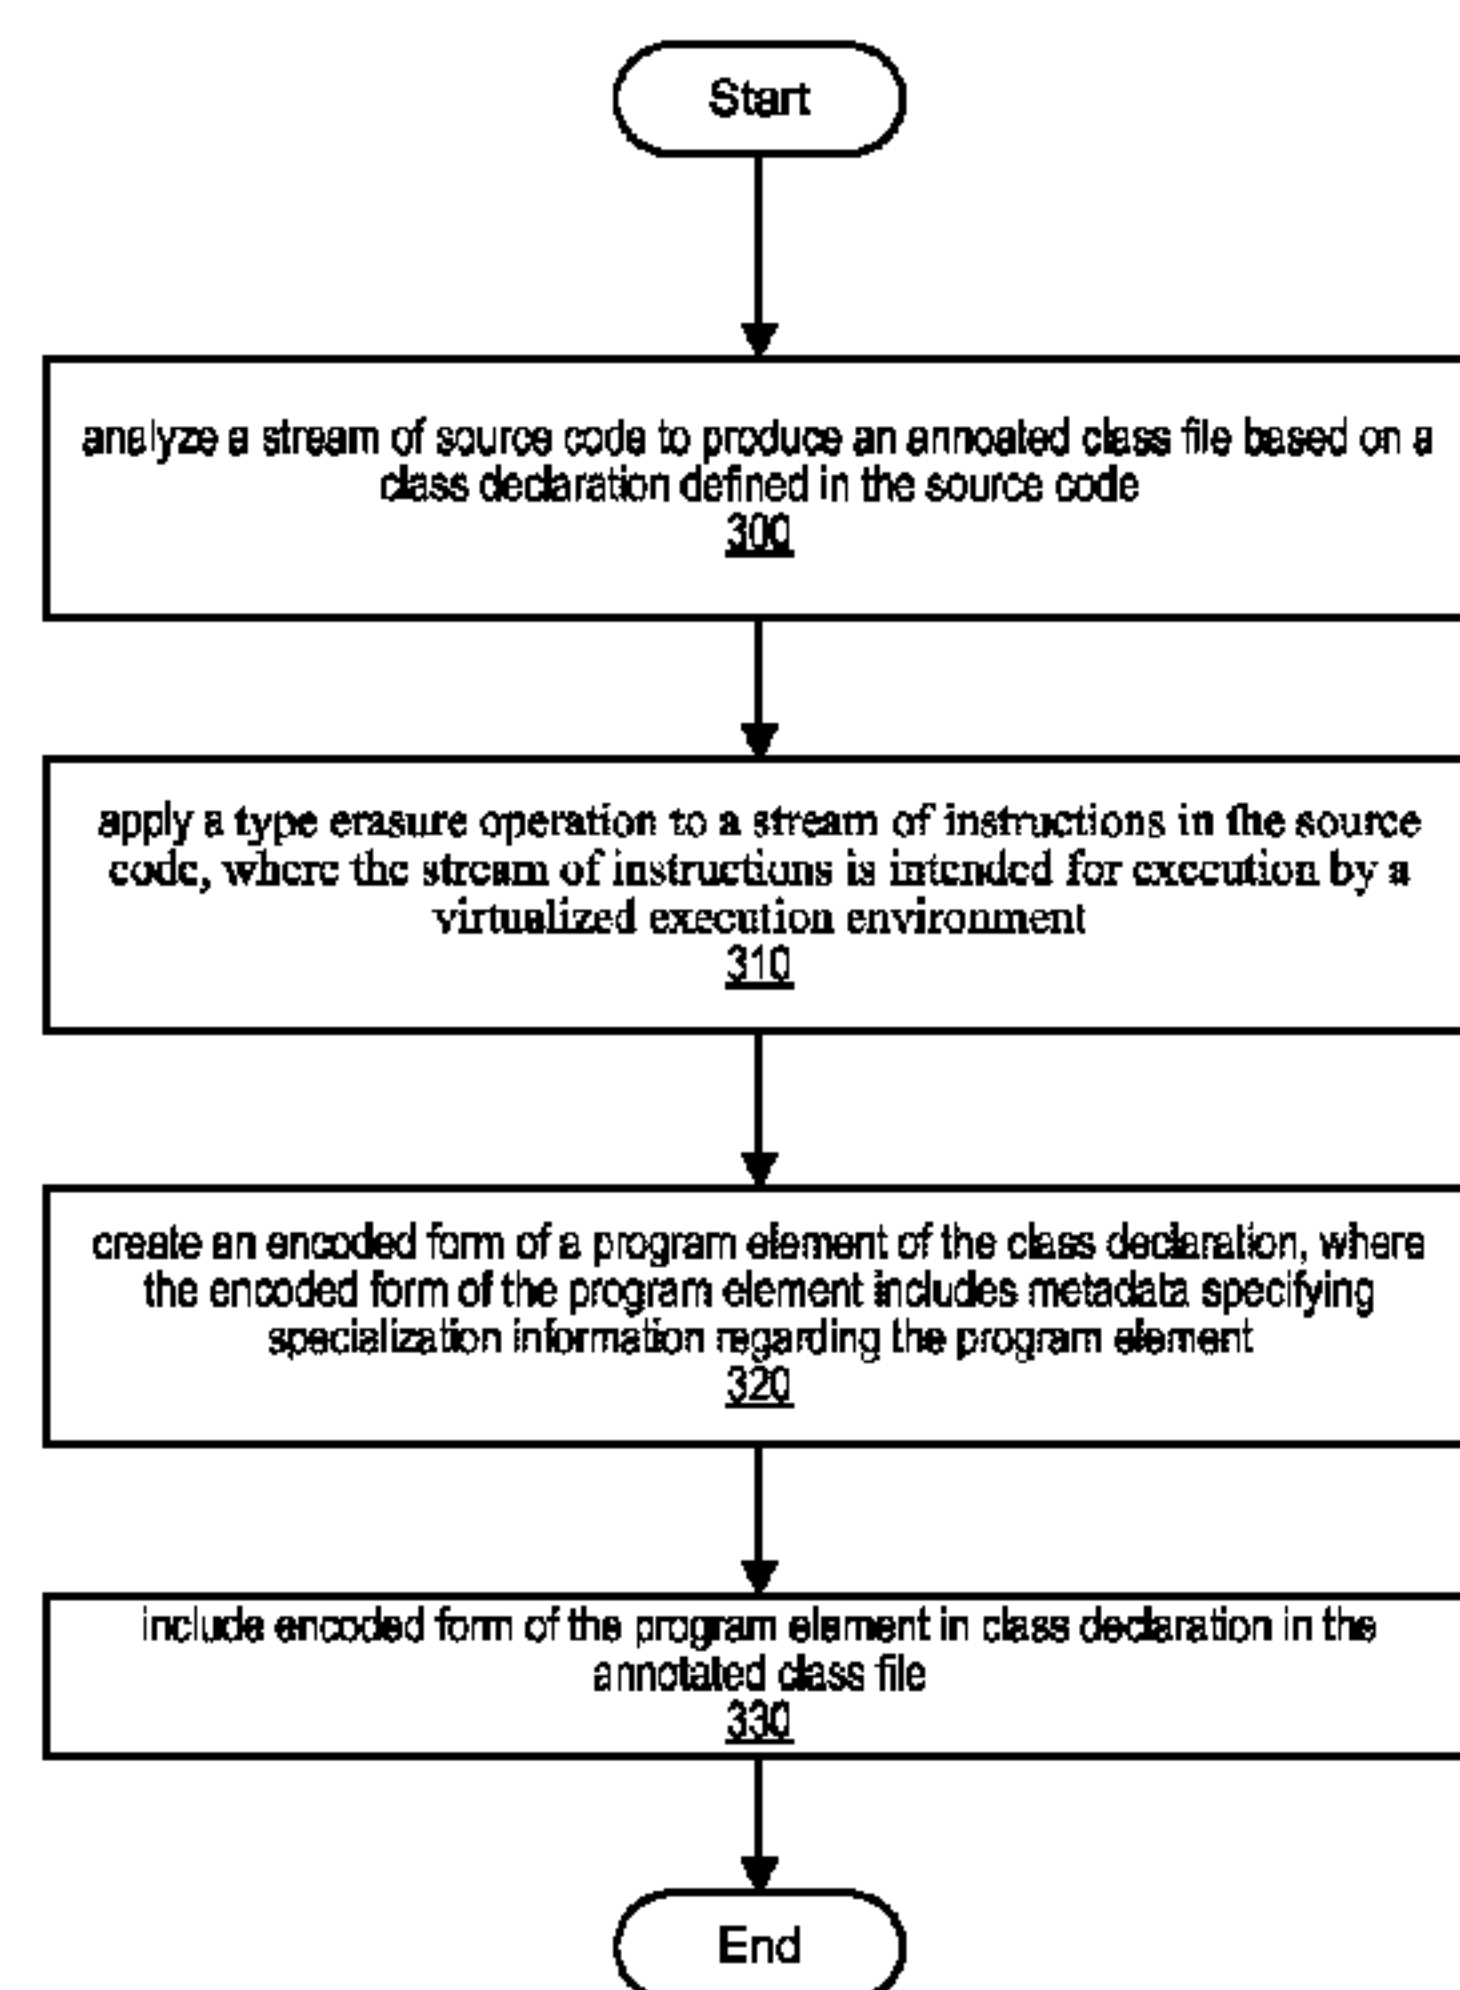 Start
analyze a stream of source code to produce an annoated class file based on a
class declaration defined in the source code
300
apply a type erasure operation to a stream of instructions in the source
code, where the stream of instructions is intended for execution by a
virtualized execution environment
310
create an encoded form of a program element of the class declaration, where
the encoded form of the program element includes metadata specifying
specialization information regarding the program element
320
include encoded form of the program element in class declaration in the
annotated class file
330
End